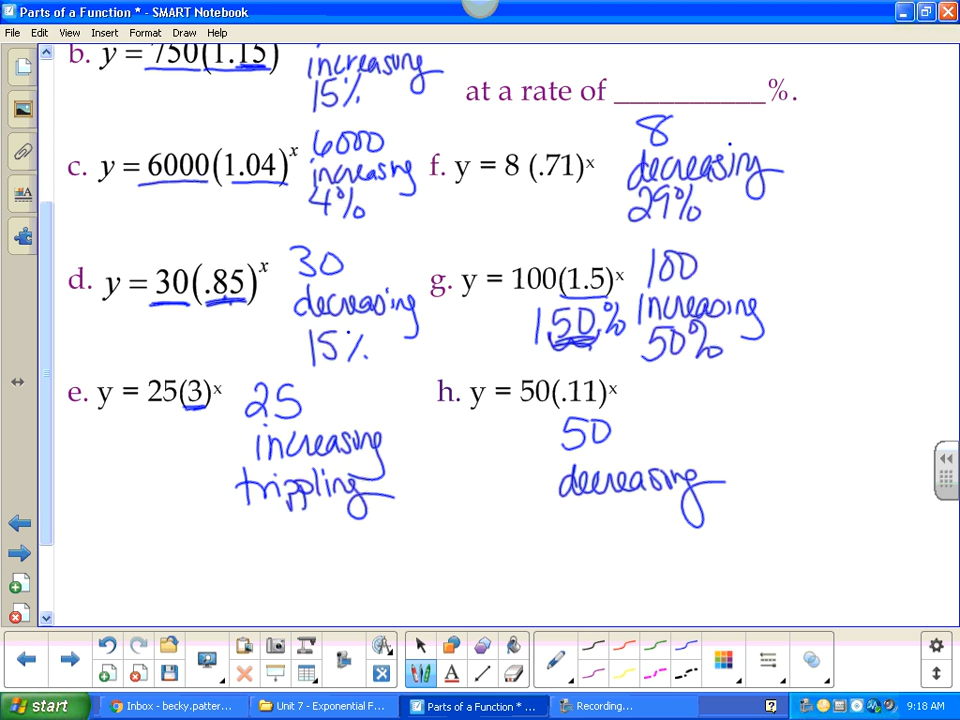 Parts of a Function * - SMART Notebook
File Edit View Insert Format Draw Help
b. y = 750(1.15)
increasing
15%
at a rate of __________%.
c. y = 6000(1.04)ˣ
6000
increasing
4%
f. y = 8 (.71)ˣ
8
decreasing
29%
d. y = 30(.85)ˣ
30
decreasing
15%
g. y = 100(1.5)ˣ
150.%
100
Increasing
50%
e. y = 25(3)ˣ
25
increasing
trippling
h. y = 50(.11)ˣ
50
decreasing
start
Inbox - becky.patter...
Unit 7 - Exponential F...
Parts of a Function * ...
Recording...
9:18 AM